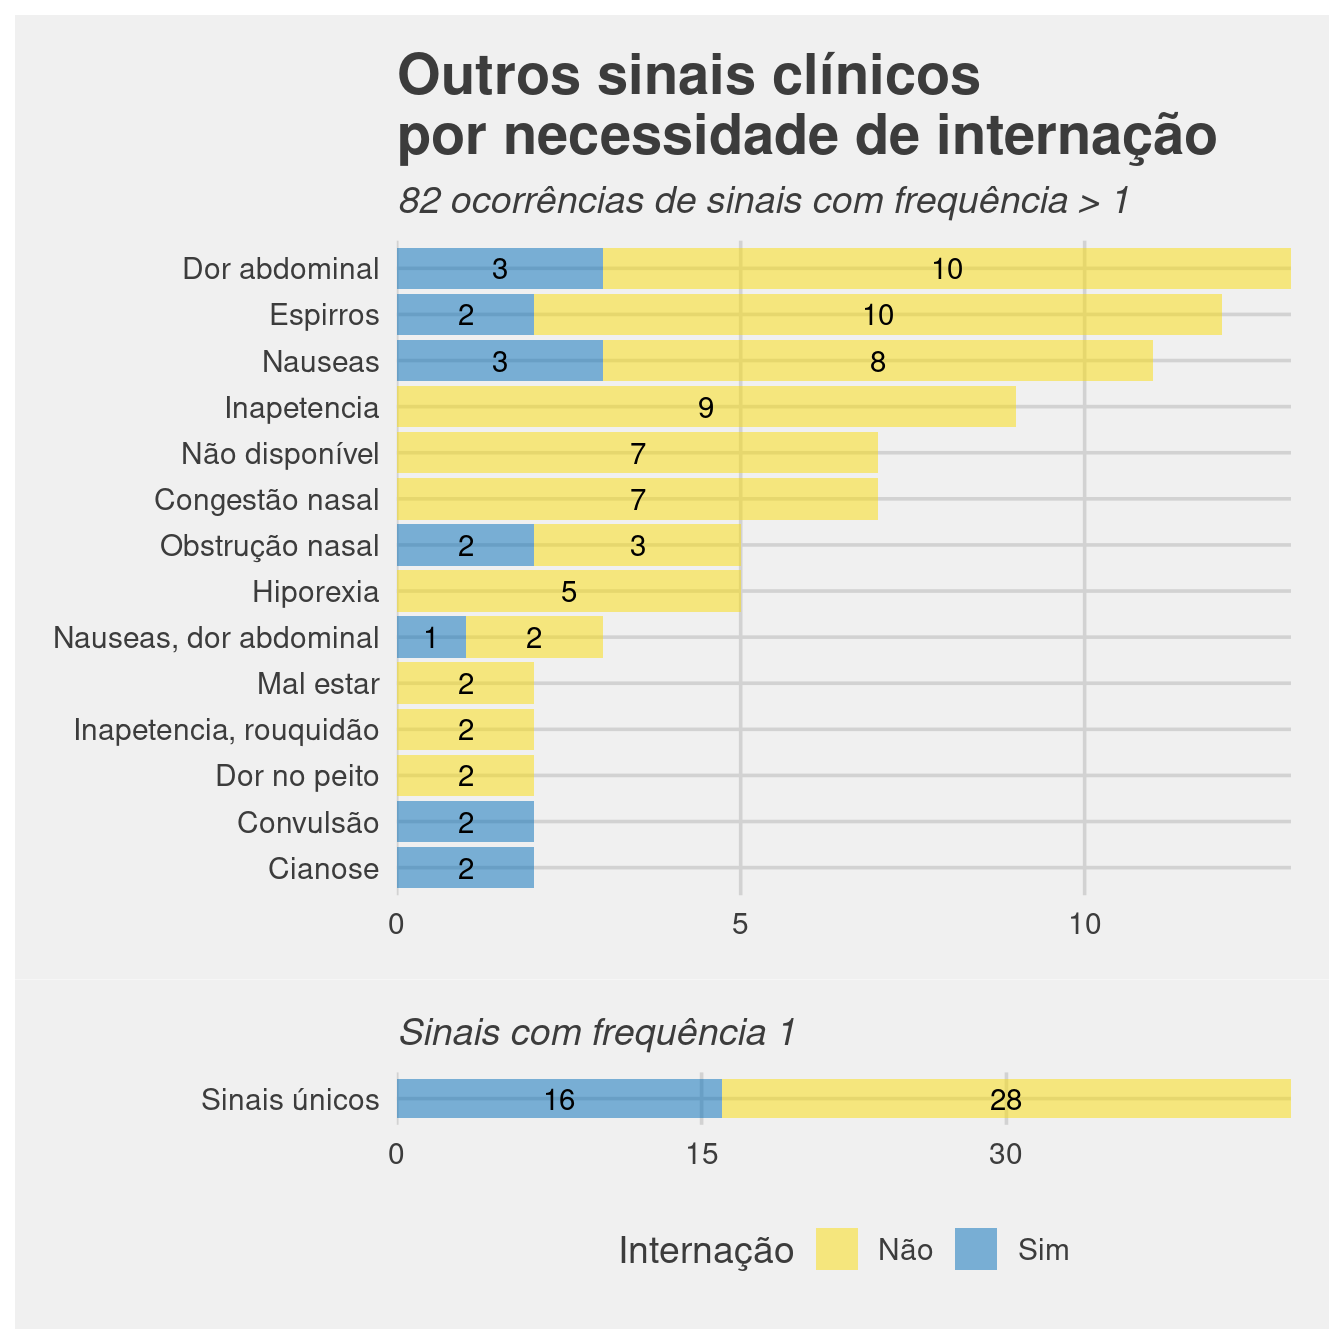 Outros sinais clínicos
por necessidade de internação
82 ocorrências de sinais com frequência > 1
Dor abdominal 3 10
Espirros 2 10
Nauseas 3 8
Inapetencia 9
Não disponível 7
Congestão nasal 7
Obstrução nasal 2 3
Hiporexia 5
Nauseas, dor abdominal 1 2
Mal estar 2
Inapetencia, rouquidão 2
Dor no peito 2
Convulsão 2
Cianose 2
0 5 10
Sinais com frequência 1
Sinais únicos 16 28
0 15 30
Internação Não Sim